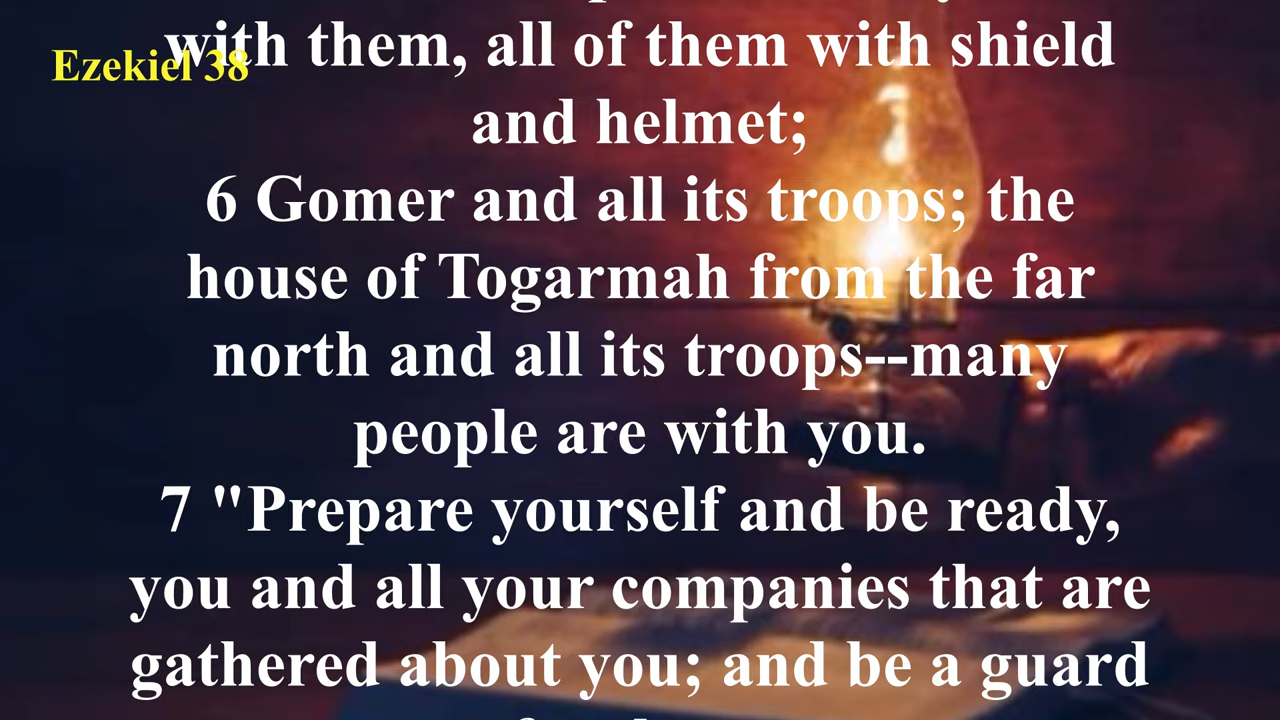 with them, all of them with shield
Ezekiel 38
and helmet;
6 Gomer and all its troops; the
house of Togarmah from the far
north and all its troops--many
people are with you.
7 "Prepare yourself and be ready,
you and all your companies that are
gathered about you; and be a guard